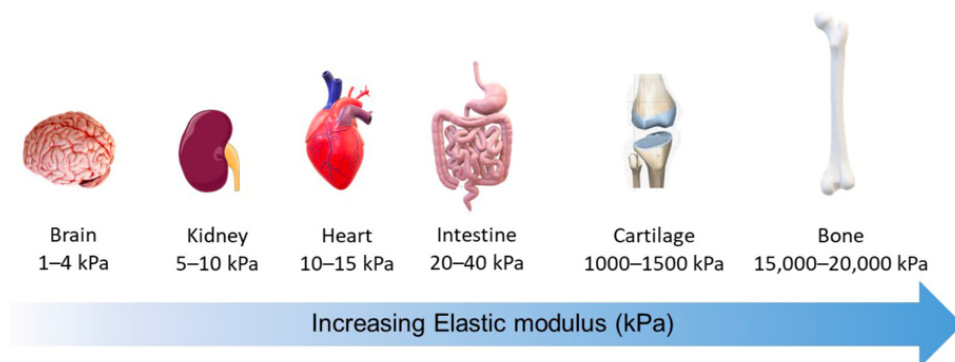 Brain
1–4 kPa
Kidney
5–10 kPa
Heart
10–15 kPa
Intestine
20–40 kPa
Cartilage
1000–1500 kPa
Bone
15,000–20,000 kPa
Increasing Elastic modulus (kPa)